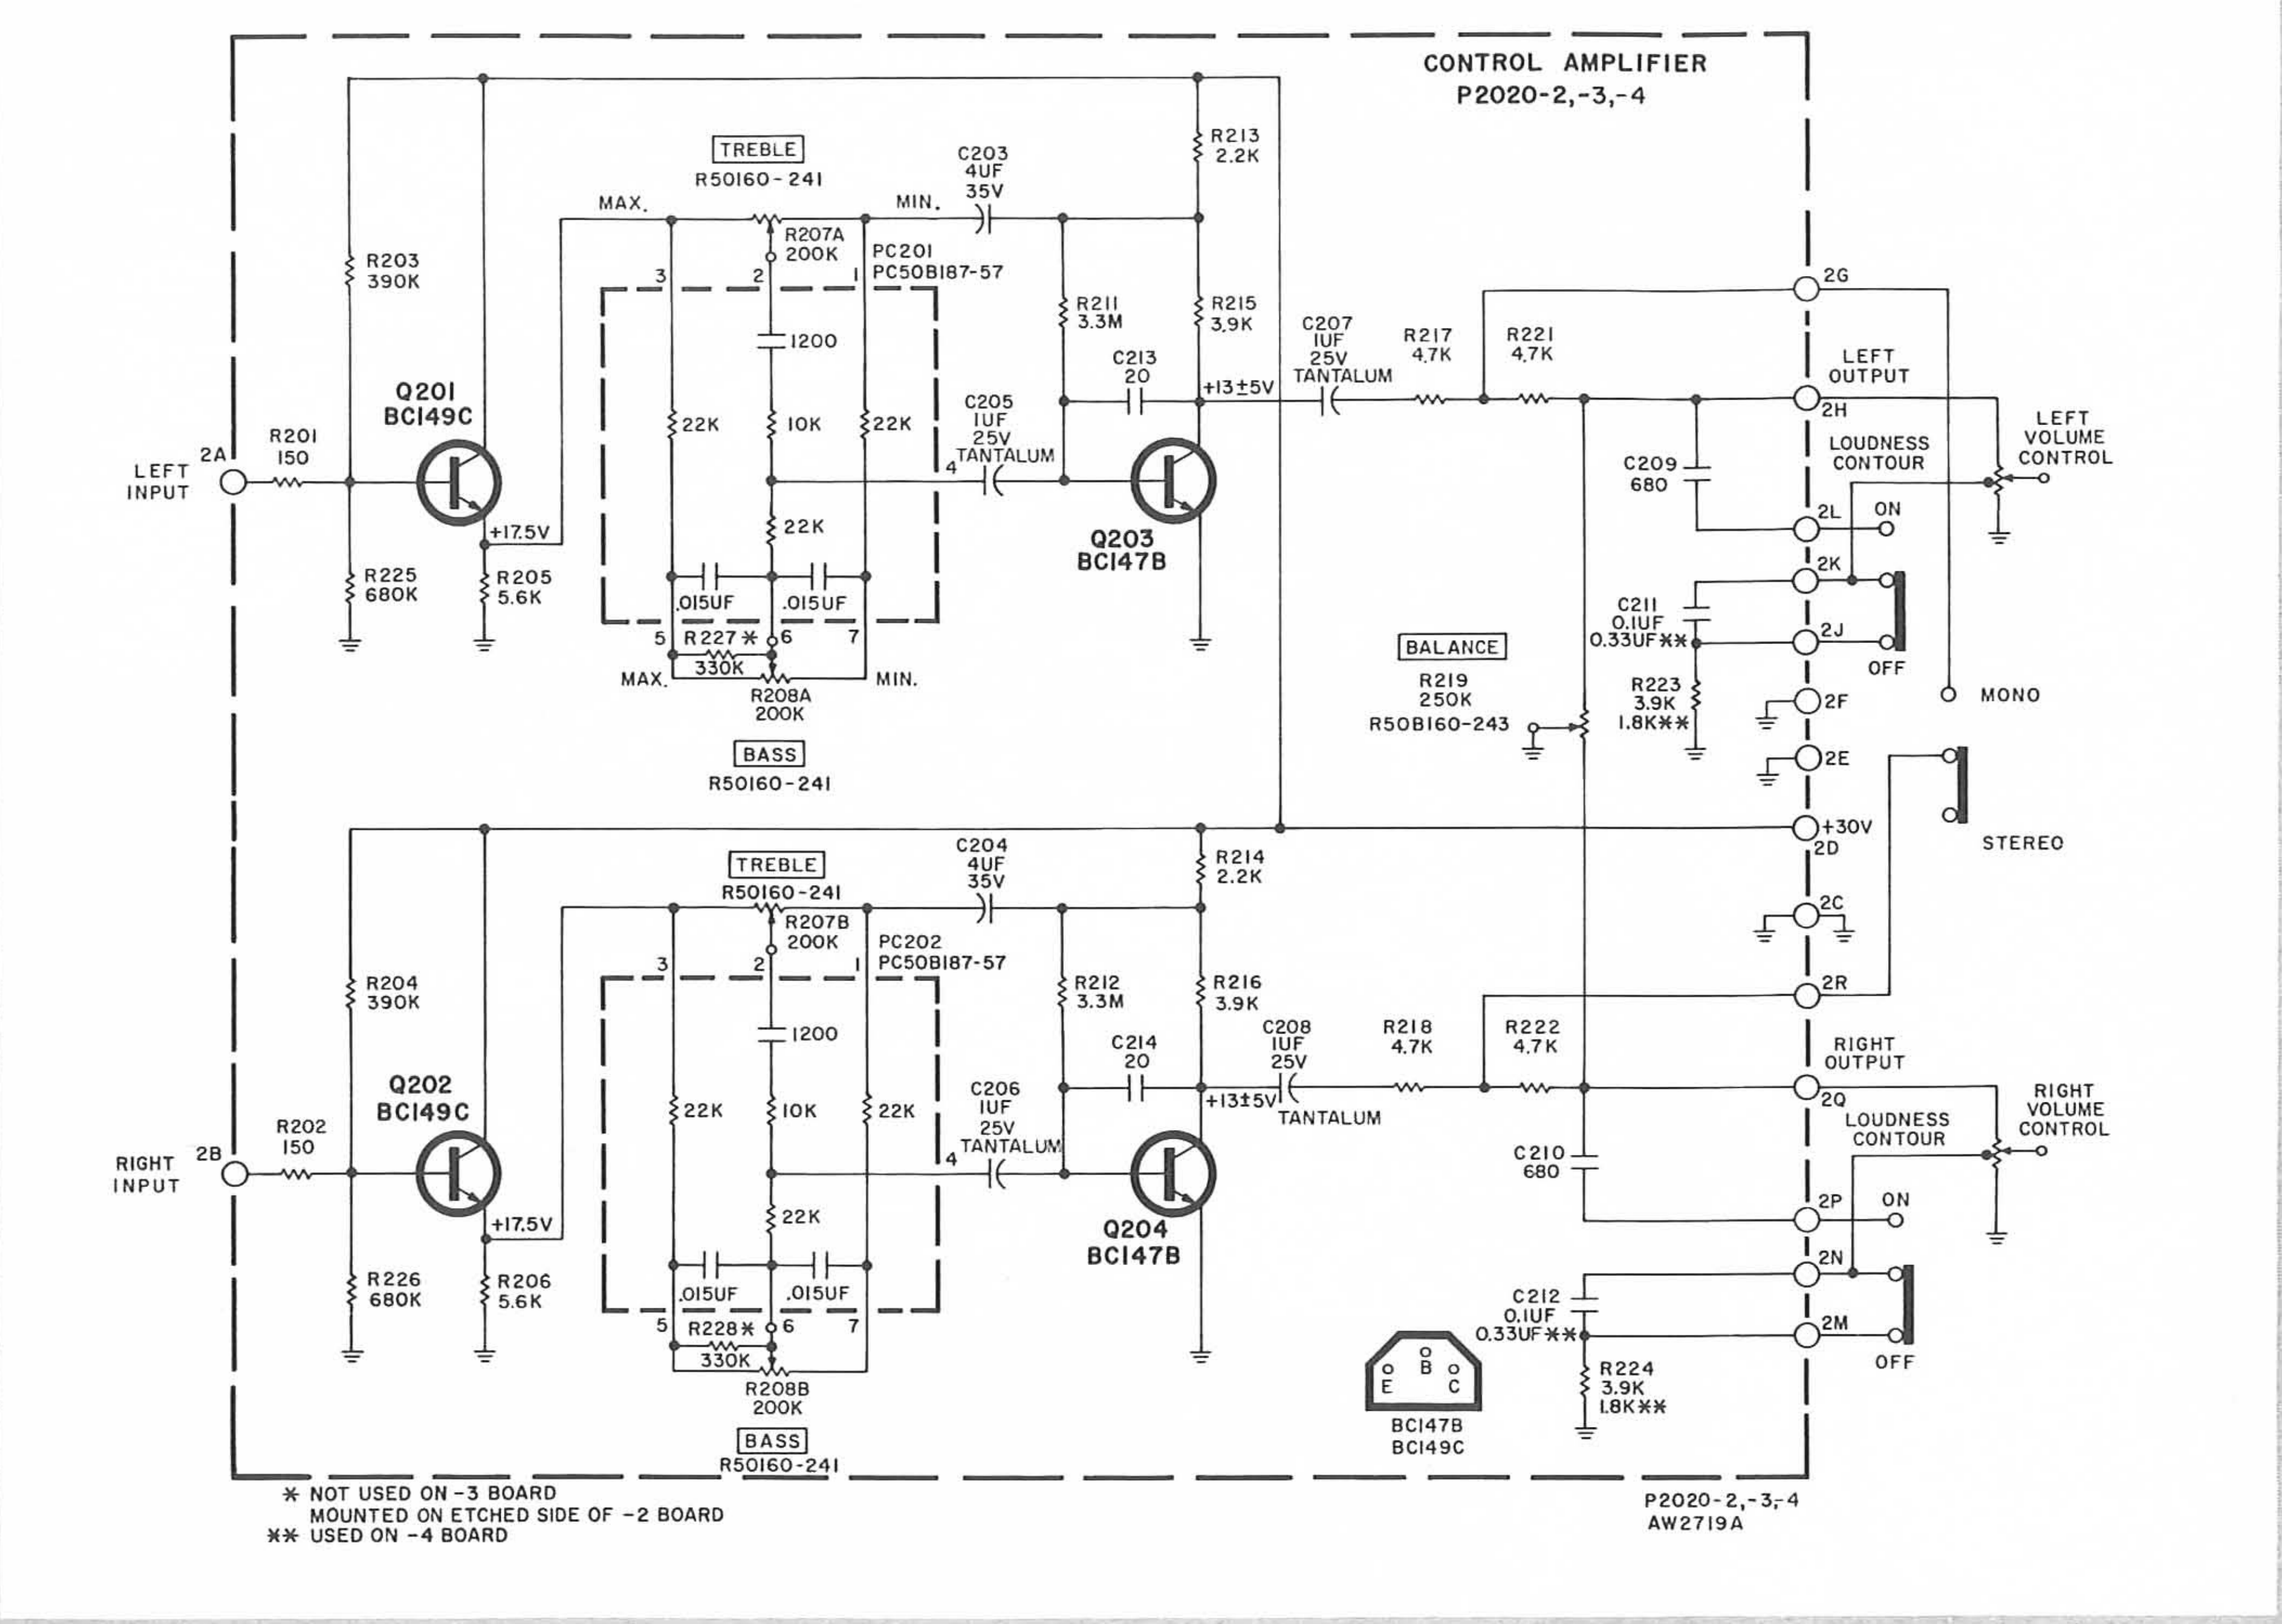 CONTROL AMPLIFIER
P2020-2,-3,-4
TREBLE
R50160-241
C203
4UF
35V
R213
2.2K
MAX.
MIN.
R207A
200K
PC201
PC50B187-57
R203
390K
3
2
1
R211
3.3M
R215
3.9K
2G
1200
C207
1UF
25V
TANTALUM
R217
4.7K
R221
4.7K
C213
20
+13±5V
LEFT
OUTPUT
2H
Q201
BC149C
22K
10K
22K
C205
1UF
25V
TANTALUM
4
LEFT
VOLUME
CONTROL
LOUDNESS
CONTOUR
R201
150
2A
LEFT
INPUT
C209
680
2L
ON
+17.5V
22K
Q203
BC147B
2K
R225
680K
R205
5.6K
.015UF
.015UF
C211
0.1UF
0.33UF**
2J
OFF
5
R227*
6
7
330K
MAX.
MIN.
R208A
200K
BALANCE
R219
250K
R50B160-243
R223
3.9K
1.8K**
2F
MONO
BASS
R50160-241
2E
+30V
2D
STEREO
TREBLE
R50160-241
C204
4UF
35V
R214
2.2K
R207B
200K
PC202
PC50B187-57
2C
3
2
1
R204
390K
R212
3.3M
R216
3.9K
2R
1200
C208
1UF
25V
TANTALUM
R218
4.7K
R222
4.7K
C214
20
+13±5V
RIGHT
OUTPUT
2Q
Q202
BC149C
22K
10K
22K
C206
1UF
25V
TANTALUM
4
RIGHT
VOLUME
CONTROL
LOUDNESS
CONTOUR
R202
150
2B
RIGHT
INPUT
C210
680
2P
ON
+17.5V
22K
Q204
BC147B
2N
R226
680K
R206
5.6K
.015UF
.015UF
C212
0.1UF
0.33UF**
2M
OFF
5
R228*
6
7
330K
R208B
200K
B
E
C
BC147B
BC149C
R224
3.9K
1.8K**
BASS
R50160-241
* NOT USED ON -3 BOARD
MOUNTED ON ETCHED SIDE OF -2 BOARD
** USED ON -4 BOARD
P2020-2,-3,-4
AW2719A